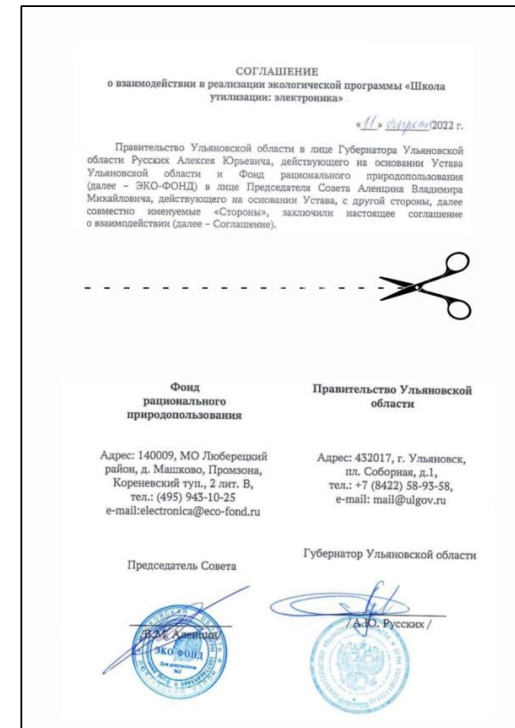 СОГЛАШЕНИЕ
о взаимодействии в реализации экологической программы «Школа
утилизации: электроника»
«11» апреля 2022 г.
Правительство Ульяновской области в лице Губернатора Ульяновской
области Русских Алексея Юрьевича, действующего на основании Устава
Ульяновской области и Фонд рационального природопользования
(далее – ЭКО-ФОНД) в лице Председателя Совета Аленцина Владимира
Михайловича, действующего на основании Устава, с другой стороны, далее
совместно именуемые «Стороны», заключили настоящее соглашение
о взаимодействии (далее – Соглашение).
Фонд
рационального
природопользования
Адрес: 140009, МО Люберецкий
район, д. Машково, Промзона,
Кореневский туп., 2 лит. В,
тел.: (495) 943-10-25
e-mail:electronica@eco-fond.ru
Председатель Совета
/В.М. Аленцин/
ЭКО-ФОНД
Для документов
№2
Правительство Ульяновской
области
Адрес: 432017, г. Ульяновск,
пл. Соборная, д.1,
тел.: +7 (8422) 58-93-58,
e-mail: mail@ulgov.ru
Губернатор Ульяновской области
/ А.Ю. Русских /